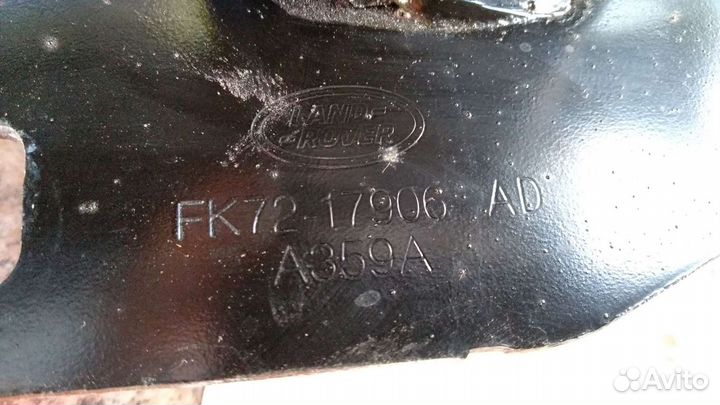 LAND-
ROVER
FK72-17906 AD
A359A
Avito